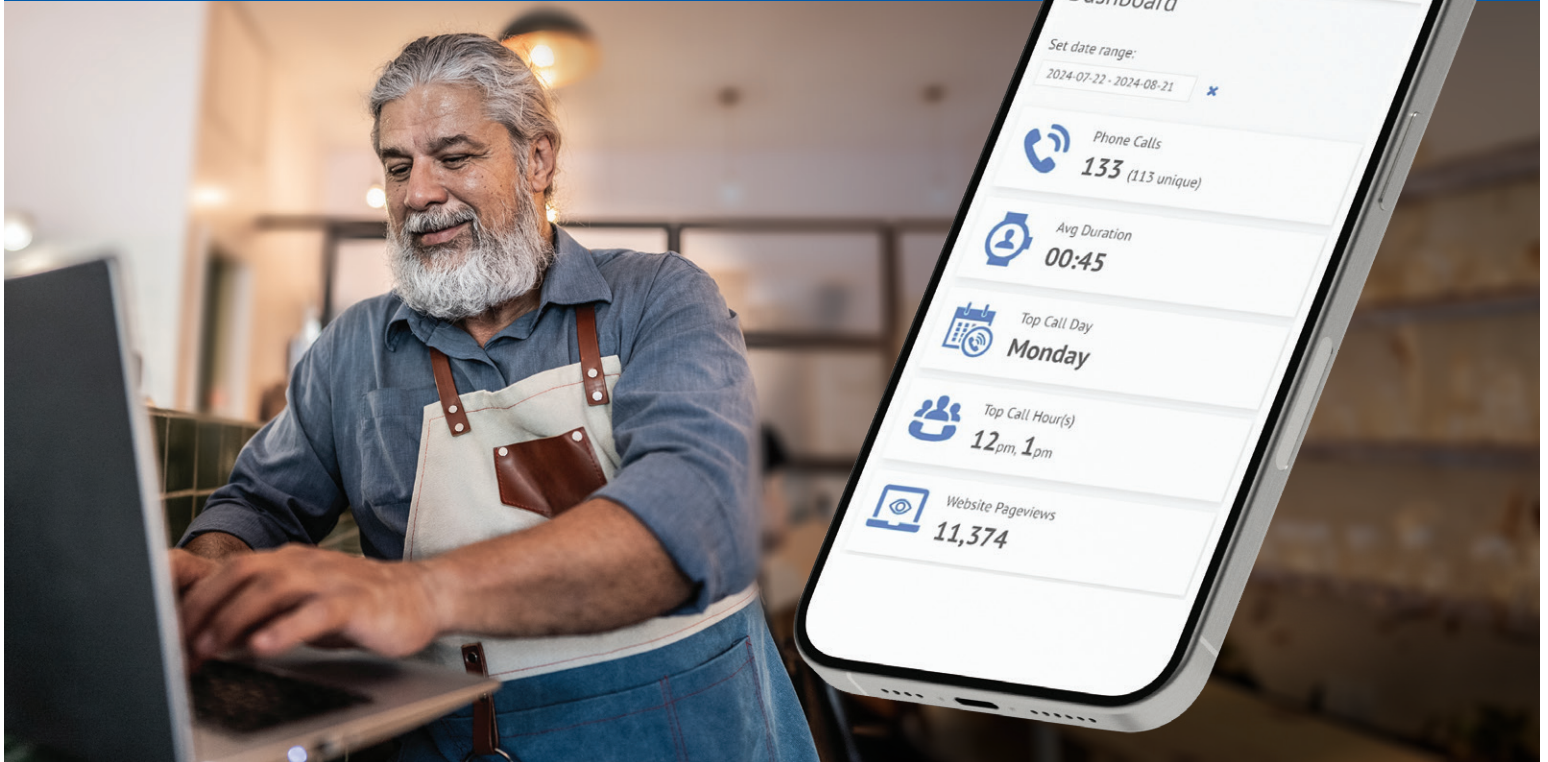 Dashboard
Set date range:
2024-07-22 - 2024-08-21
Phone Calls
133 (113 unique)
Avg Duration
00:45
Top Call Day
Monday
Top Call Hour(s)
12pm, 1pm
Website Pageviews
11,374